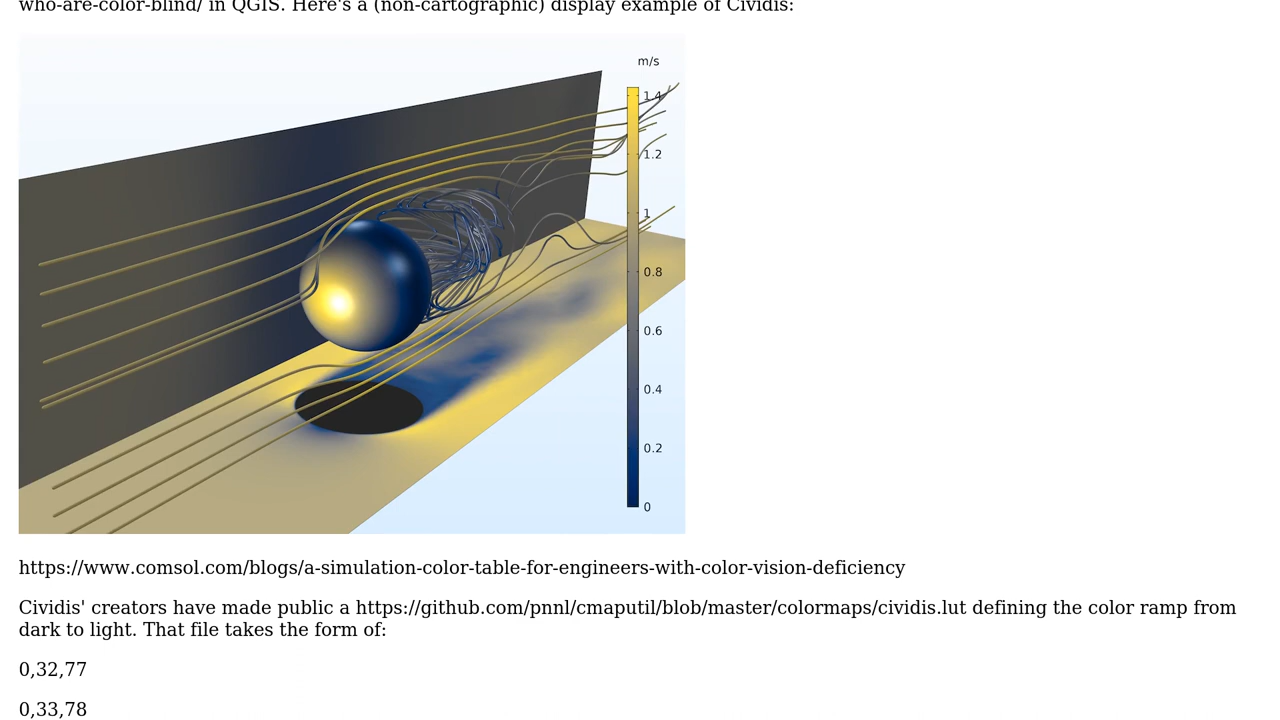 who-are-color-blind/ in QGIS. Here's a (non-cartographic) display example of Cividis:
m/s
1.4
1.2
1
0.8
0.6
0.4
0.2
0
https://www.comsol.com/blogs/a-simulation-color-table-for-engineers-with-color-vision-deficiency
Cividis' creators have made public a https://github.com/pnnl/cmaputil/blob/master/colormaps/cividis.lut defining the color ramp from
dark to light. That file takes the form of:
0,32,77
0,33,78